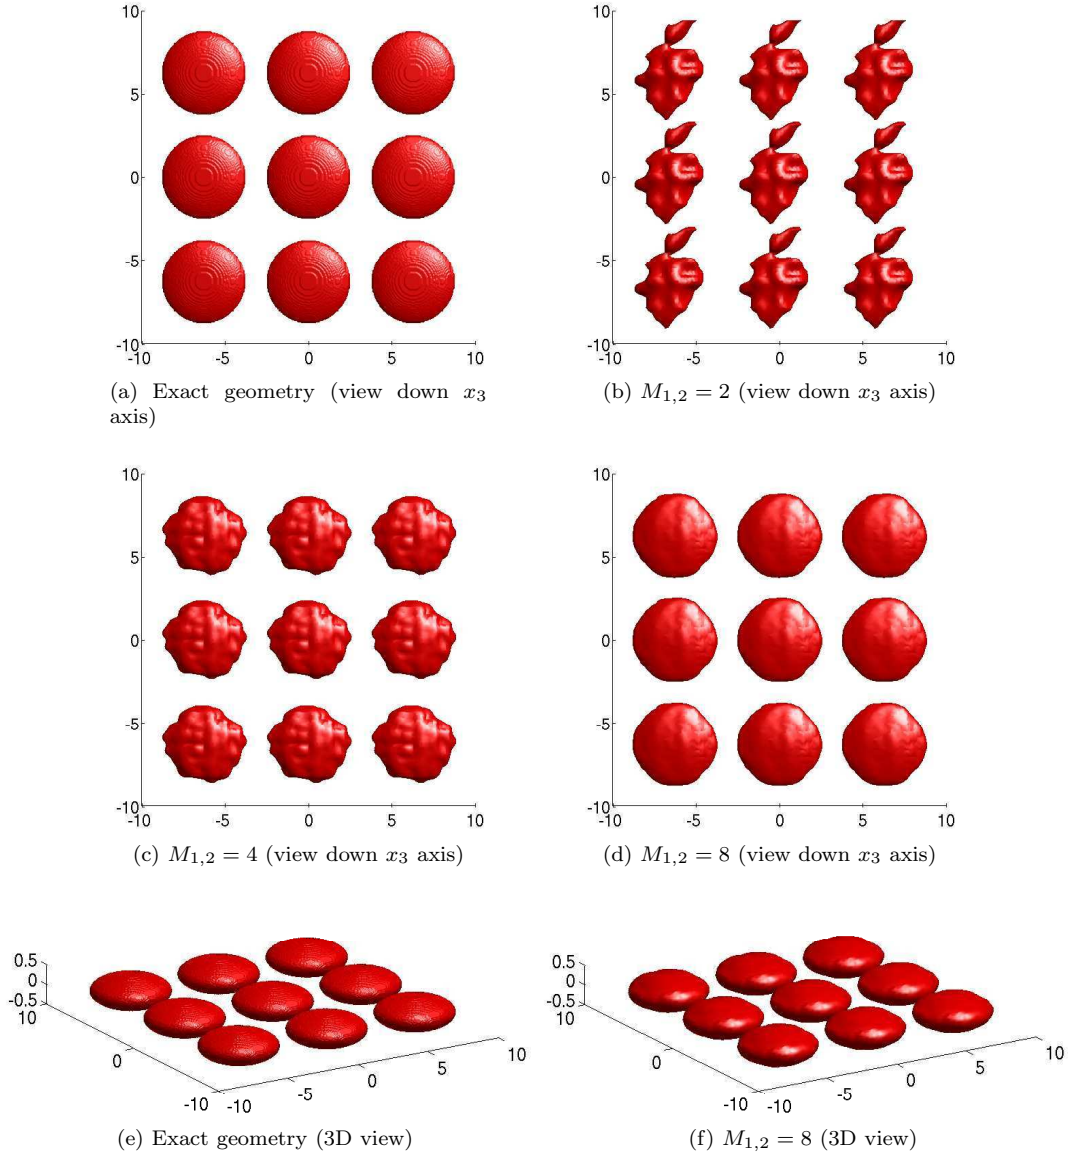 10
5
0
-5
-10
-10 -5 0 5 10
(a) Exact geometry (view down x₃
axis)
10
5
0
-5
-10
-10 -5 0 5 10
(b) M₁,₂ = 2 (view down x₃ axis)
10
5
0
-5
-10
-10 -5 0 5 10
(c) M₁,₂ = 4 (view down x₃ axis)
10
5
0
-5
-10
-10 -5 0 5 10
(d) M₁,₂ = 8 (view down x₃ axis)
0.5
0
-0.5
10
0
-10
-10 -5 0 5 10
(e) Exact geometry (3D view)
0.5
0
-0.5
10
0
-10
-10 -5 0 5 10
(f) M₁,₂ = 8 (3D view)